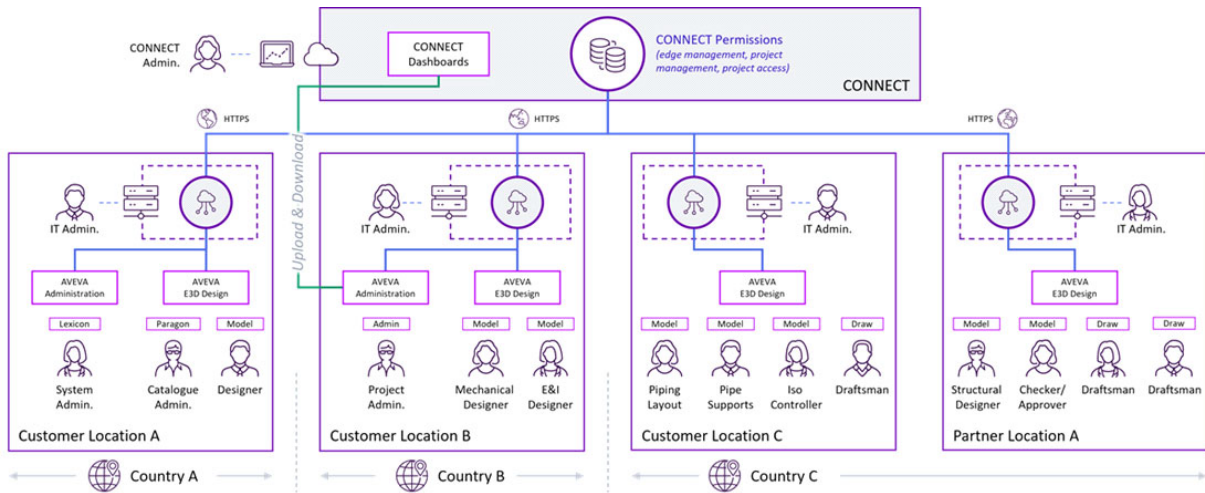 CONNECT
Admin.
CONNECT
Dashboards
CONNECT Permissions
(edge management, project
management, project access)
CONNECT
HTTPS
HTTPS
HTTPS
Upload & Download
IT Admin.
IT Admin.
IT Admin.
IT Admin.
AVEVA
Administration
AVEVA
E3D Design
AVEVA
Administration
AVEVA
E3D Design
AVEVA
E3D Design
AVEVA
E3D Design
Lexicon
Paragon
Model
Admin
Model
Model
Model
Model
Model
Draw
Model
Model
Draw
Draw
System
Admin.
Catalogue
Admin.
Designer
Project
Admin.
Mechanical
Designer
E&I
Designer
Piping
Layout
Pipe
Supports
Iso
Controller
Draftsman
Structural
Designer
Checker/
Approver
Draftsman
Draftsman
Customer Location A
Customer Location B
Customer Location C
Partner Location A
Country A
Country B
Country C